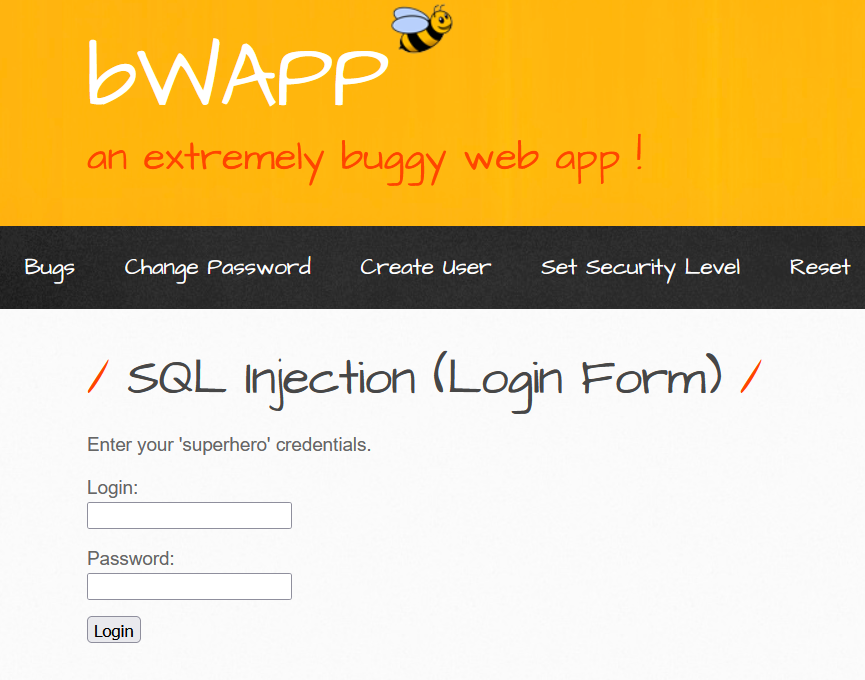 bWAPP
an extremely buggy web app !
Bugs Change Password Create User Set Security Level Reset
/ SQL Injection (Login Form) /
Enter your 'superhero' credentials.
Login:
Password:
Login